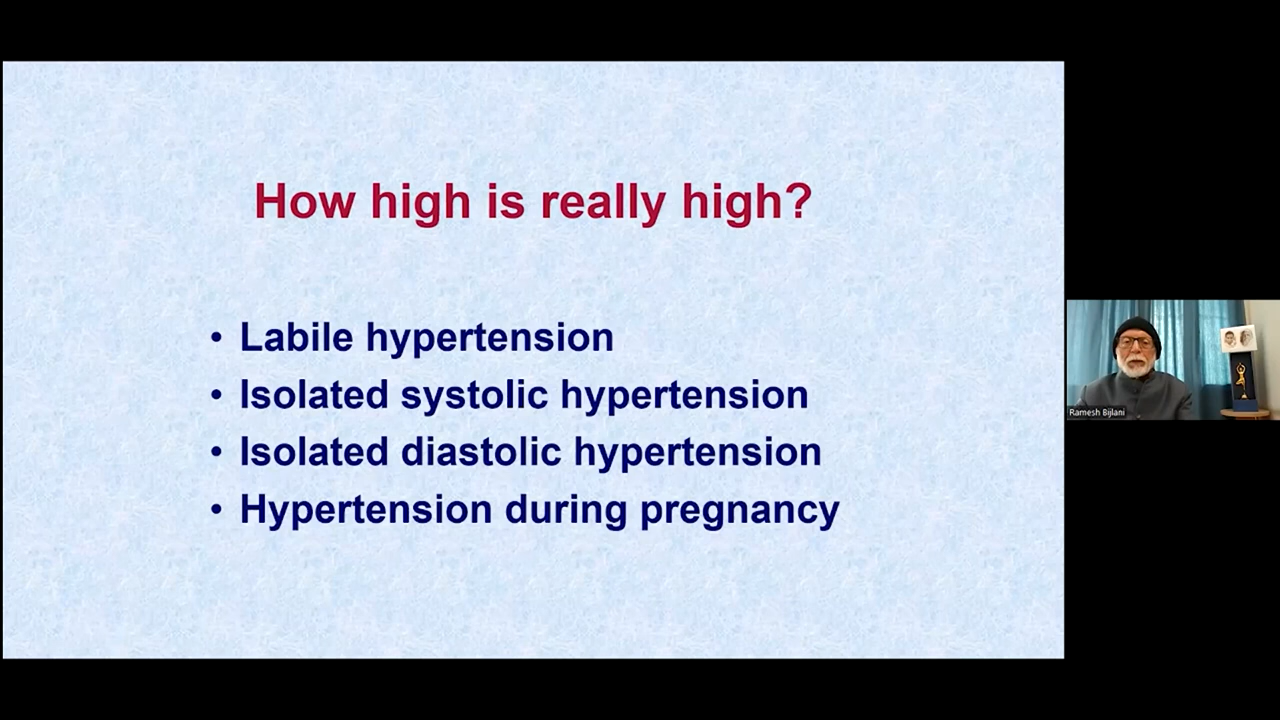 How high is really high?
• Labile hypertension
• Isolated systolic hypertension
• Isolated diastolic hypertension
• Hypertension during pregnancy
Ramesh Bijlani